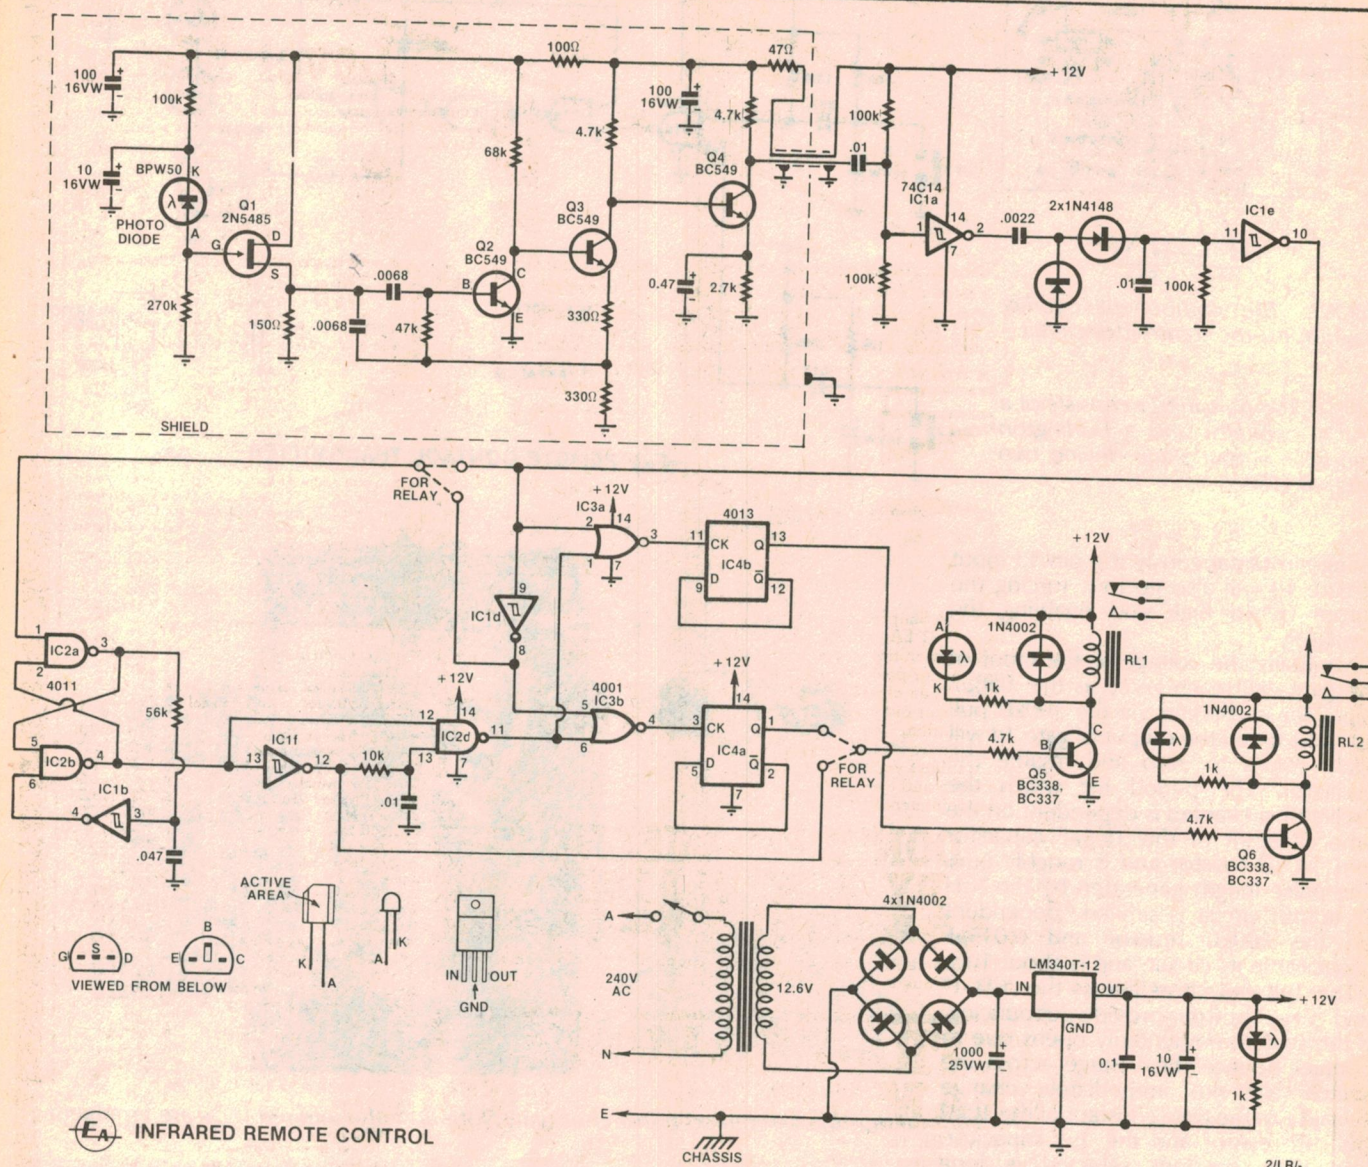 100Ω
47Ω
100
16VW
+
-
100k
+12V
100
16VW
+
-
4.7k
100k
68k
4.7k
10
16VW
+
-
BPW50
K
λ
A
PHOTO
DIODE
Q1
2N5485
G
D
S
Q4
BC549
.01
74C14
IC1a
14
1
2
7
.0022
2x1N4148
IC1e
11
10
Q3
BC549
Q2
BC549
B
C
E
.0068
0.47
+
-
2.7k
100k
.01
100k
270k
150Ω
.0068
47k
330Ω
330Ω
SHIELD
FOR
RELAY
+12V
IC3a
14
2
1
3
7
4013
11
CK
Q
13
IC4b
D
Q̅
9
12
9
IC1d
8
+12V
A
1N4002
λ
K
1k
RL1
1
IC2a
3
2
4011
56k
+12V
14
12
IC2d
11
13
7
4001
5
IC3b
4
6
+12V
14
3
CK
Q
1
IC4a
D
Q̅
5
2
7
FOR
RELAY
4.7k
B
C
E
Q5
BC338,
BC337
1N4002
λ
1k
RL2
5
IC2b
4
6
13
IC1f
12
10k
.01
IC1b
4
3
.047
4.7k
Q6
BC338,
BC337
ACTIVE
AREA
K
A
A
K
IN
OUT
GND
G
S
D
B
E
C
VIEWED FROM BELOW
A
240V
AC
N
12.6V
4x1N4002
LM340T-12
IN
OUT
GND
+12V
1000
25VW
+
-
0.1
10
16VW
+
-
λ
1k
E
CHASSIS
EA INFRARED REMOTE CONTROL